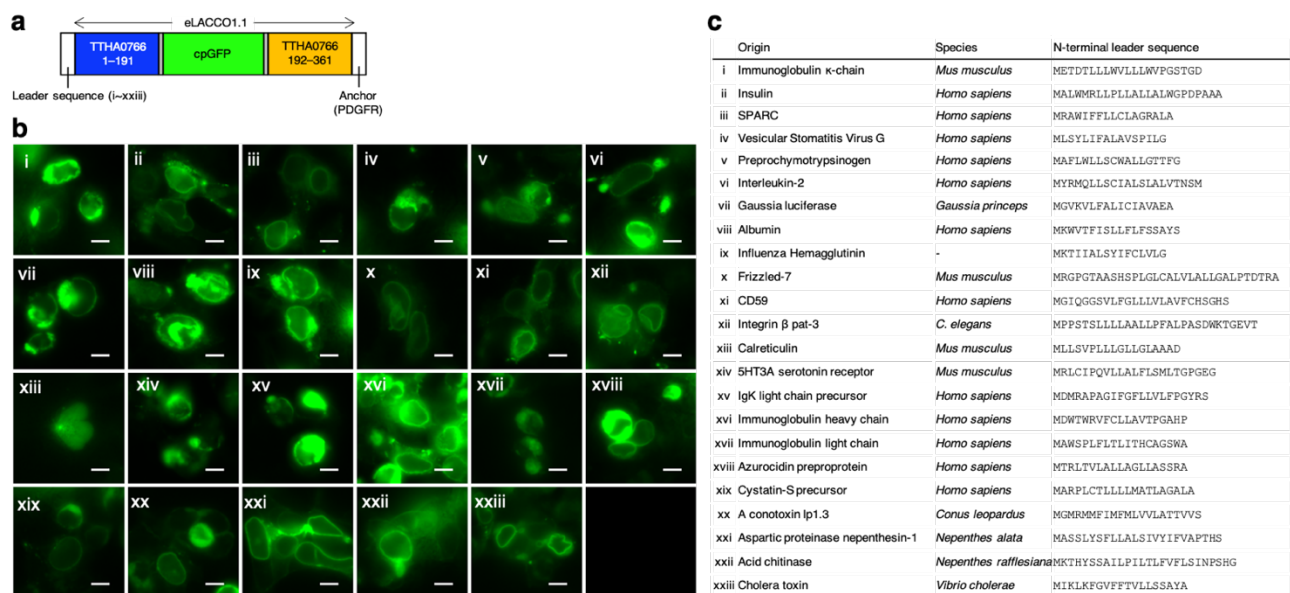 a
eLACCO1.1
TTHA0766
1–191
cpGFP
TTHA0766
192–361
Leader sequence (i~xxiii)
Anchor
(PDGFR)
b
i
ii
iii
iv
v
vi
vii
viii
ix
x
xi
xii
xiii
xiv
xv
xvi
xvii
xviii
xix
xx
xxi
xxii
xxiii
c
Origin Species N-terminal leader sequence
i Immunoglobulin κ-chain Mus musculus METDTLLLWVLLLWVPGSTGD
ii Insulin Homo sapiens MALWMRLLPLLALLALWGPDPAAA
iii SPARC Homo sapiens MRAWIFFLLCLAGRALA
iv Vesicular Stomatitis Virus G Homo sapiens MLSYLIFALAVSPILG
v Preprochymotrypsinogen Homo sapiens MAFLWLLSCWALLGTTFG
vi Interleukin-2 Homo sapiens MYRMQLLSCIALSLALVTNSM
vii Gaussia luciferase Gaussia princeps MGVKVLFALICIAVAEA
viii Albumin Homo sapiens MKWVTFISLLFLFSSAYS
ix Influenza Hemagglutinin - MKTIIALSYIFCLVLG
x Frizzled-7 Mus musculus MRGPGTAASHSPLGLCALVLALLGALPTDTRA
xi CD59 Homo sapiens MGIQGGSVLFGLLLVLAVFCHSGHS
xii Integrin β pat-3 C. elegans MPPSTSLLLLAALLPFALPASDWKTGEVT
xiii Calreticulin Mus musculus MLLSVPLLLGLLGLAAAD
xiv 5HT3A serotonin receptor Mus musculus MRLCIPQVLLALFLSMLTGPGEG
xv IgK light chain precursor Homo sapiens MDMRAPAGIFGFLLVLFPGYRS
xvi Immunoglobulin heavy chain Homo sapiens MDWTWRVFCLLAVTPGAHP
xvii Immunoglobulin light chain Homo sapiens MAWSPLFLTLITHCAGSWA
xviii Azurocidin preproprotein Homo sapiens MTRLTVLALLAGLLASSRA
xix Cystatin-S precursor Homo sapiens MARPLCTLLLLMATLAGALA
xx A conotoxin lp1.3 Conus leopardus MGMRMMFIMFMLVVLATTVVS
xxi Aspartic proteinase nepenthesin-1 Nepenthes alata MASSLYSFLLALSIVYIFVAPTHS
xxii Acid chitinase Nepenthes rafflesiana MKTHYSSAILPILTLFVFLSINPSHG
xxiii Cholera toxin Vibrio cholerae MIKLKFGVFFTVLLSSAYA